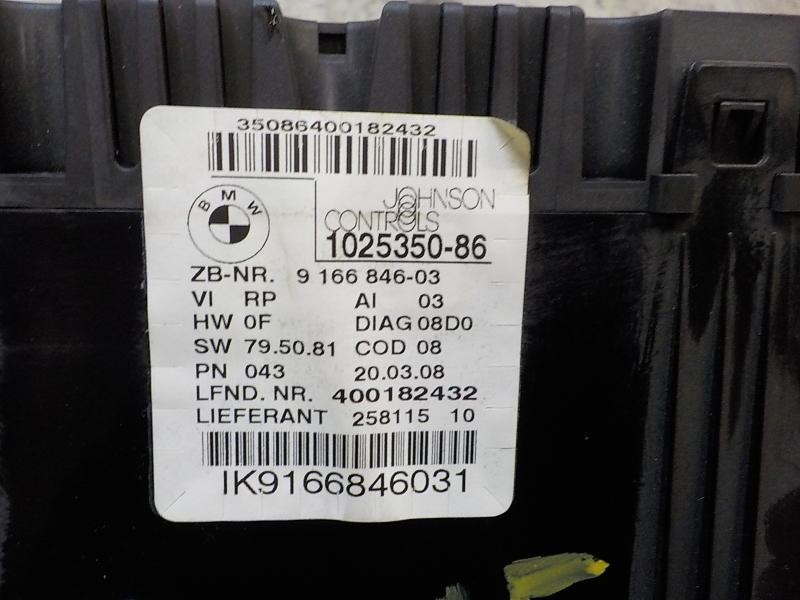 35086400182432
BMW
JOHNSON
CONTROLS
1025350-86
ZB-NR. 9 166 846-03
VI RP AI 03
HW 0F DIAG 08D0
SW 79.50.81 COD 08
PN 043 20.03.08
LFND. NR. 400182432
LIEFERANT 258115 10
IK9166846031